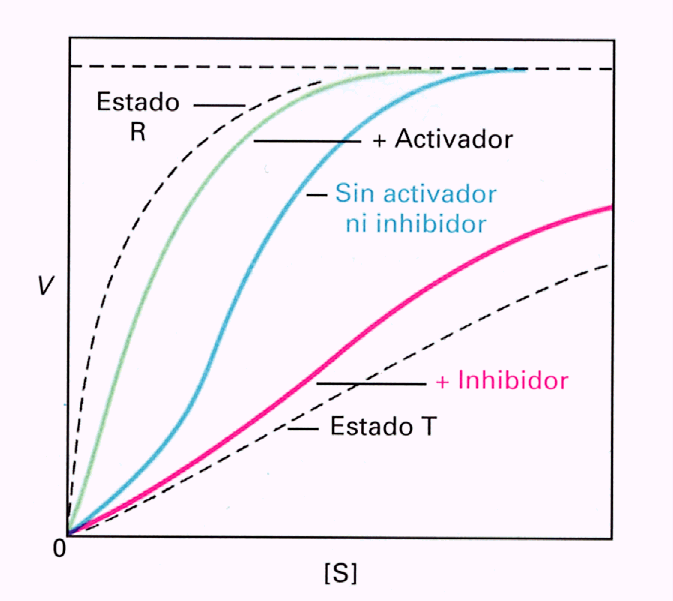 Estado
R
+ Activador
Sin activador
ni inhibidor
V
+ Inhibidor
Estado T
0
[S]